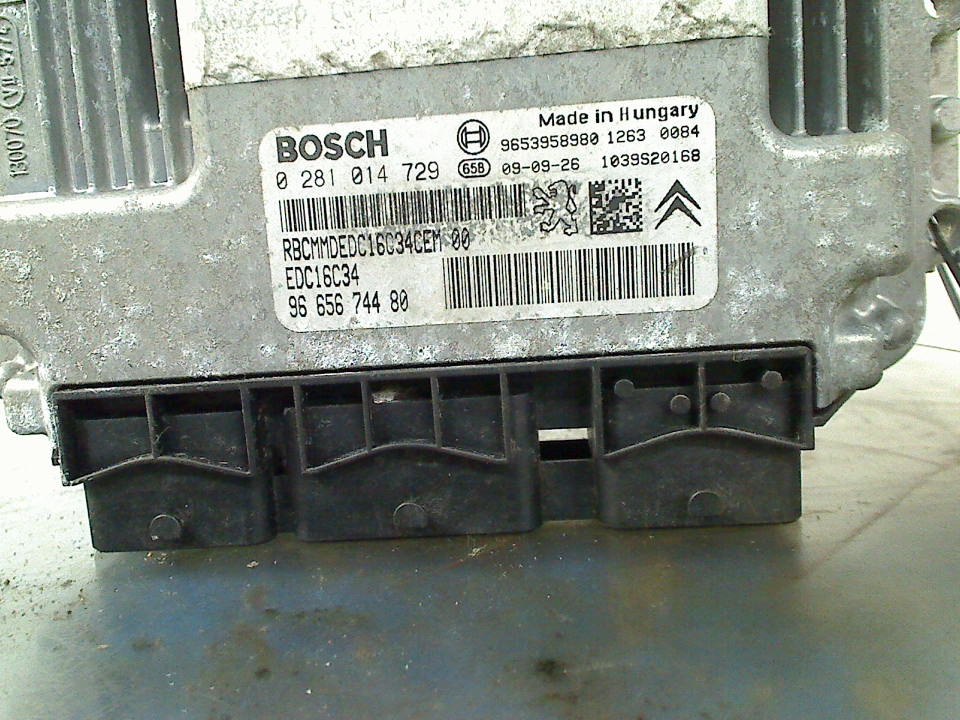 Made in Hungary
BOSCH
9653958980 1263 0084
0 281 014 729
65B
09-09-26
1039S20168
RBCMMDEDC16C34CEM 00
EDC16C34
96 656 744 80